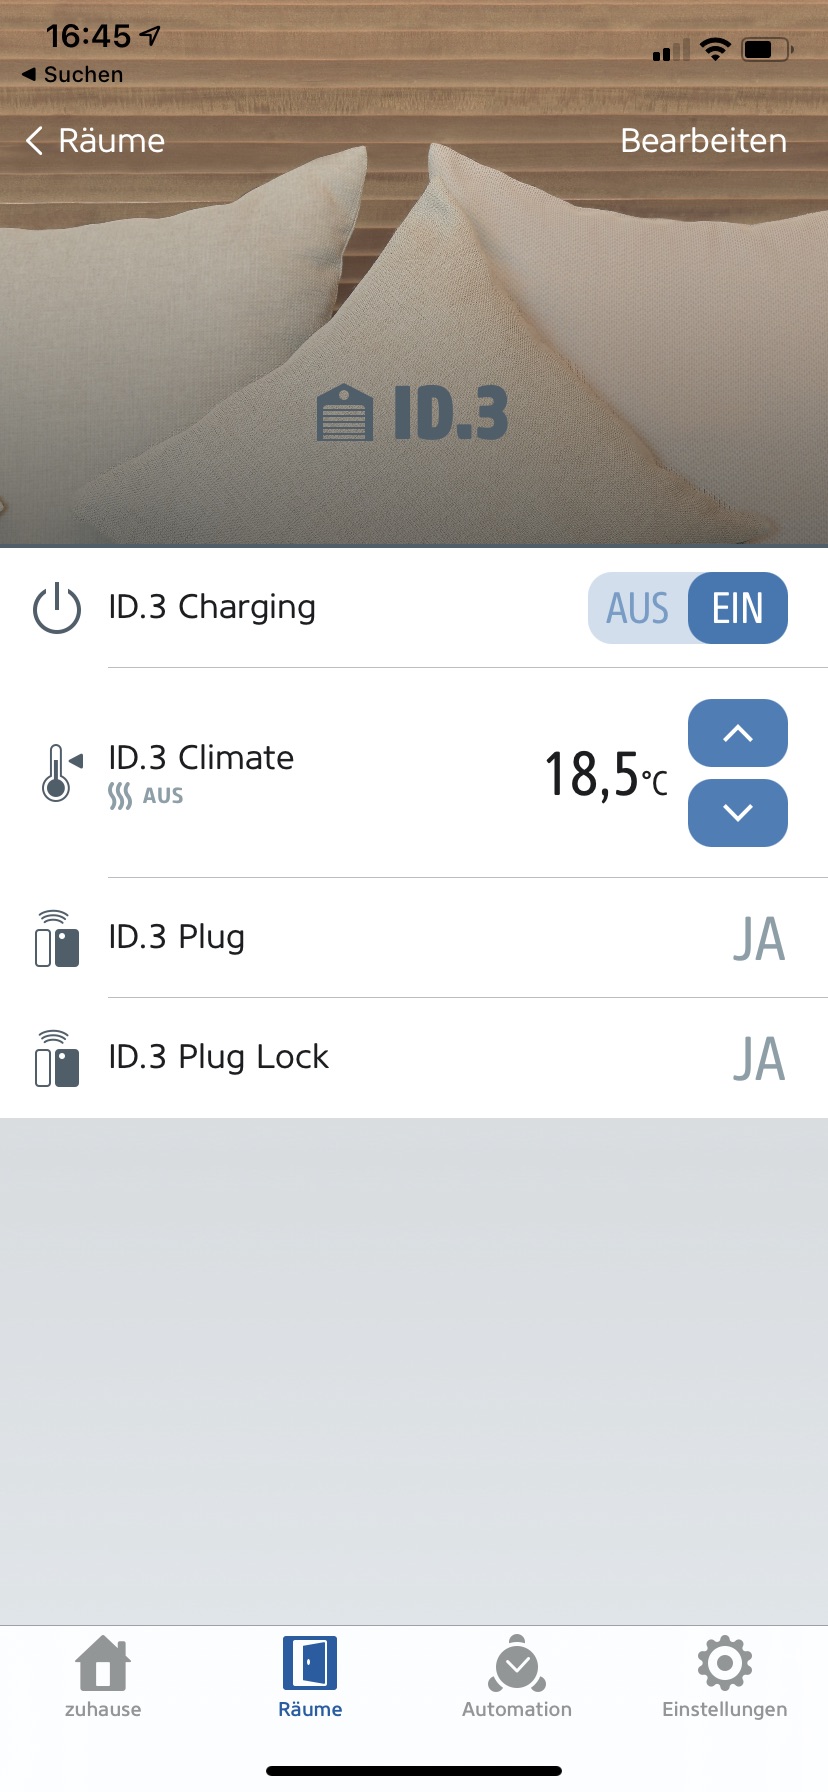 16:45
Suchen
Räume
Bearbeiten
ID.3
ID.3 Charging
AUS EIN
ID.3 Climate
AUS
18,5°C
ID.3 Plug
JA
ID.3 Plug Lock
JA
zuhause
Räume
Automation
Einstellungen